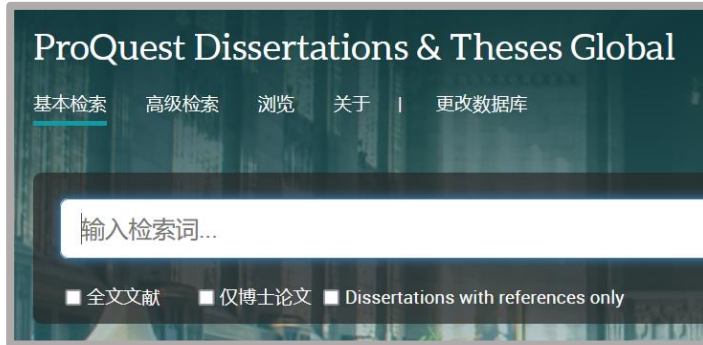 ProQuest Dissertations & Theses Global
基本检索 高级检索 浏览 关于 | 更改数据库
输入检索词...
全文文献 仅博士论文 Dissertations with references only